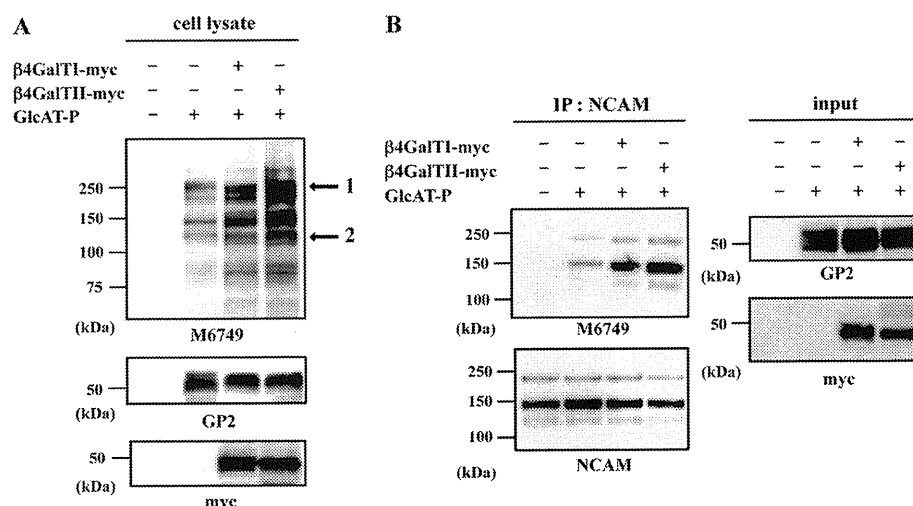 A
cell lysate
β4GalTI-myc - - + -
β4GalTII-myc - - - +
GlcAT-P - + + +
250
150
100
75
(kDa)
1
2
M6749
50
(kDa)
GP2
50
(kDa)
myc
B
IP : NCAM
β4GalTI-myc - - + -
β4GalTII-myc - - - +
GlcAT-P - + + +
250
150
100
(kDa)
M6749
250
150
100
(kDa)
NCAM
input
- - + -
- - - +
- + + +
50
(kDa)
GP2
50
(kDa)
myc